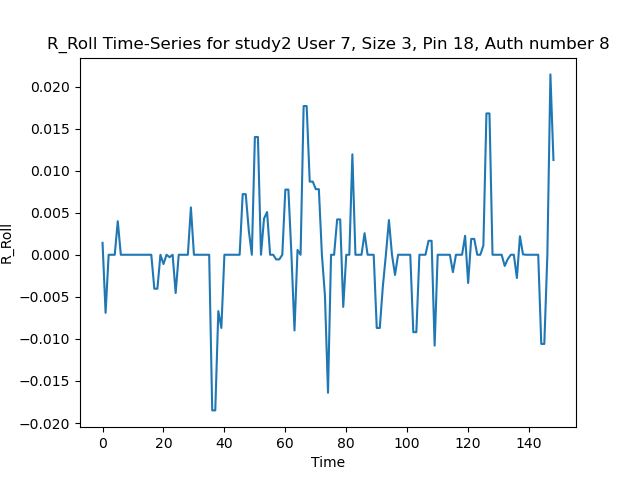 R_Roll Time-Series for study2 User 7, Size 3, Pin 18, Auth number 8
0.020
0.015
0.010
0.005
0.000
−0.005
−0.010
−0.015
−0.020
R_Roll
0 20 40 60 80 100 120 140
Time